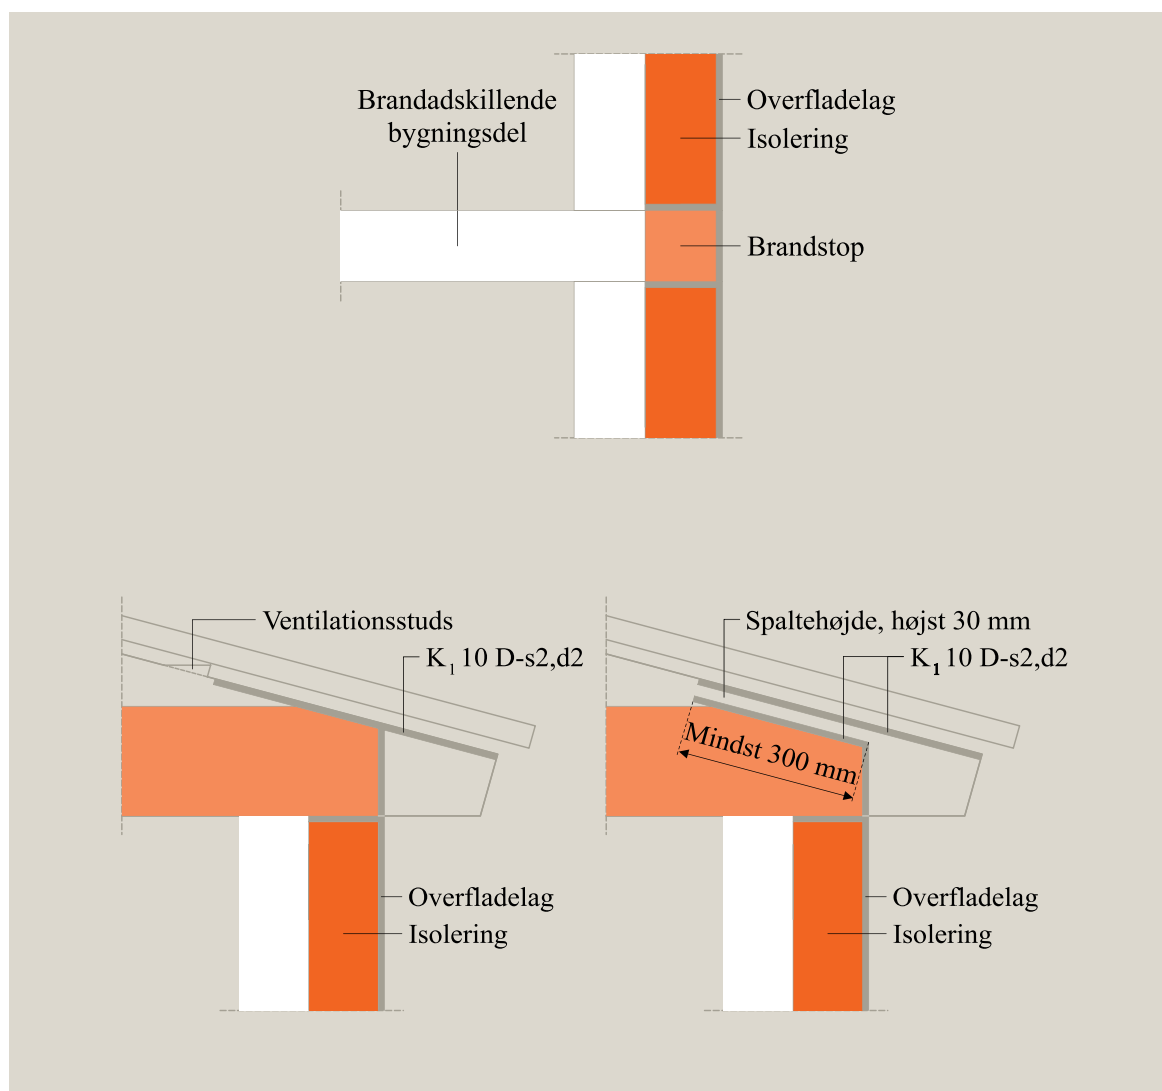 Brandadskillende
bygningsdel
Overfladelag
Isolering
Brandstop
Ventilationsstuds
K₁ 10 D-s2,d2
Overfladelag
Isolering
Spaltehøjde, højst 30 mm
K₁ 10 D-s2,d2
Mindst 300 mm
Overfladelag
Isolering